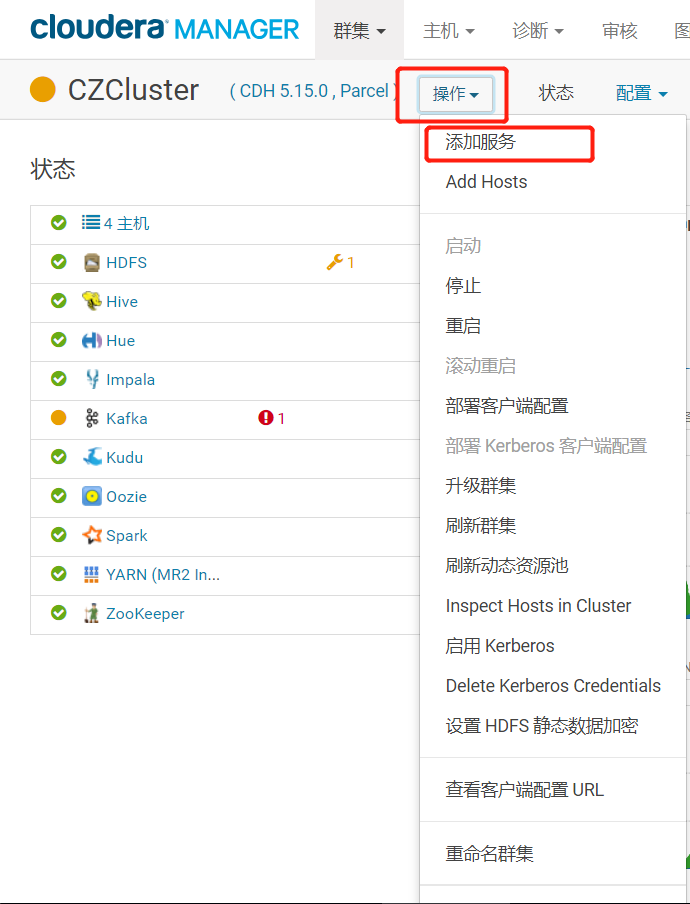 cloudera MANAGER 群集 主机 诊断 审核
CZCluster ( CDH 5.15.0 , Parcel ) 操作 状态 配置
状态
4 主机
HDFS 1
Hive
Hue
Impala
Kafka 1
Kudu
Oozie
Spark
YARN (MR2 In...
ZooKeeper
添加服务
Add Hosts
启动
停止
重启
滚动重启
部署客户端配置
部署 Kerberos 客户端配置
升级群集
刷新群集
刷新动态资源池
Inspect Hosts in Cluster
启用 Kerberos
Delete Kerberos Credentials
设置 HDFS 静态数据加密
查看客户端配置 URL
重命名群集